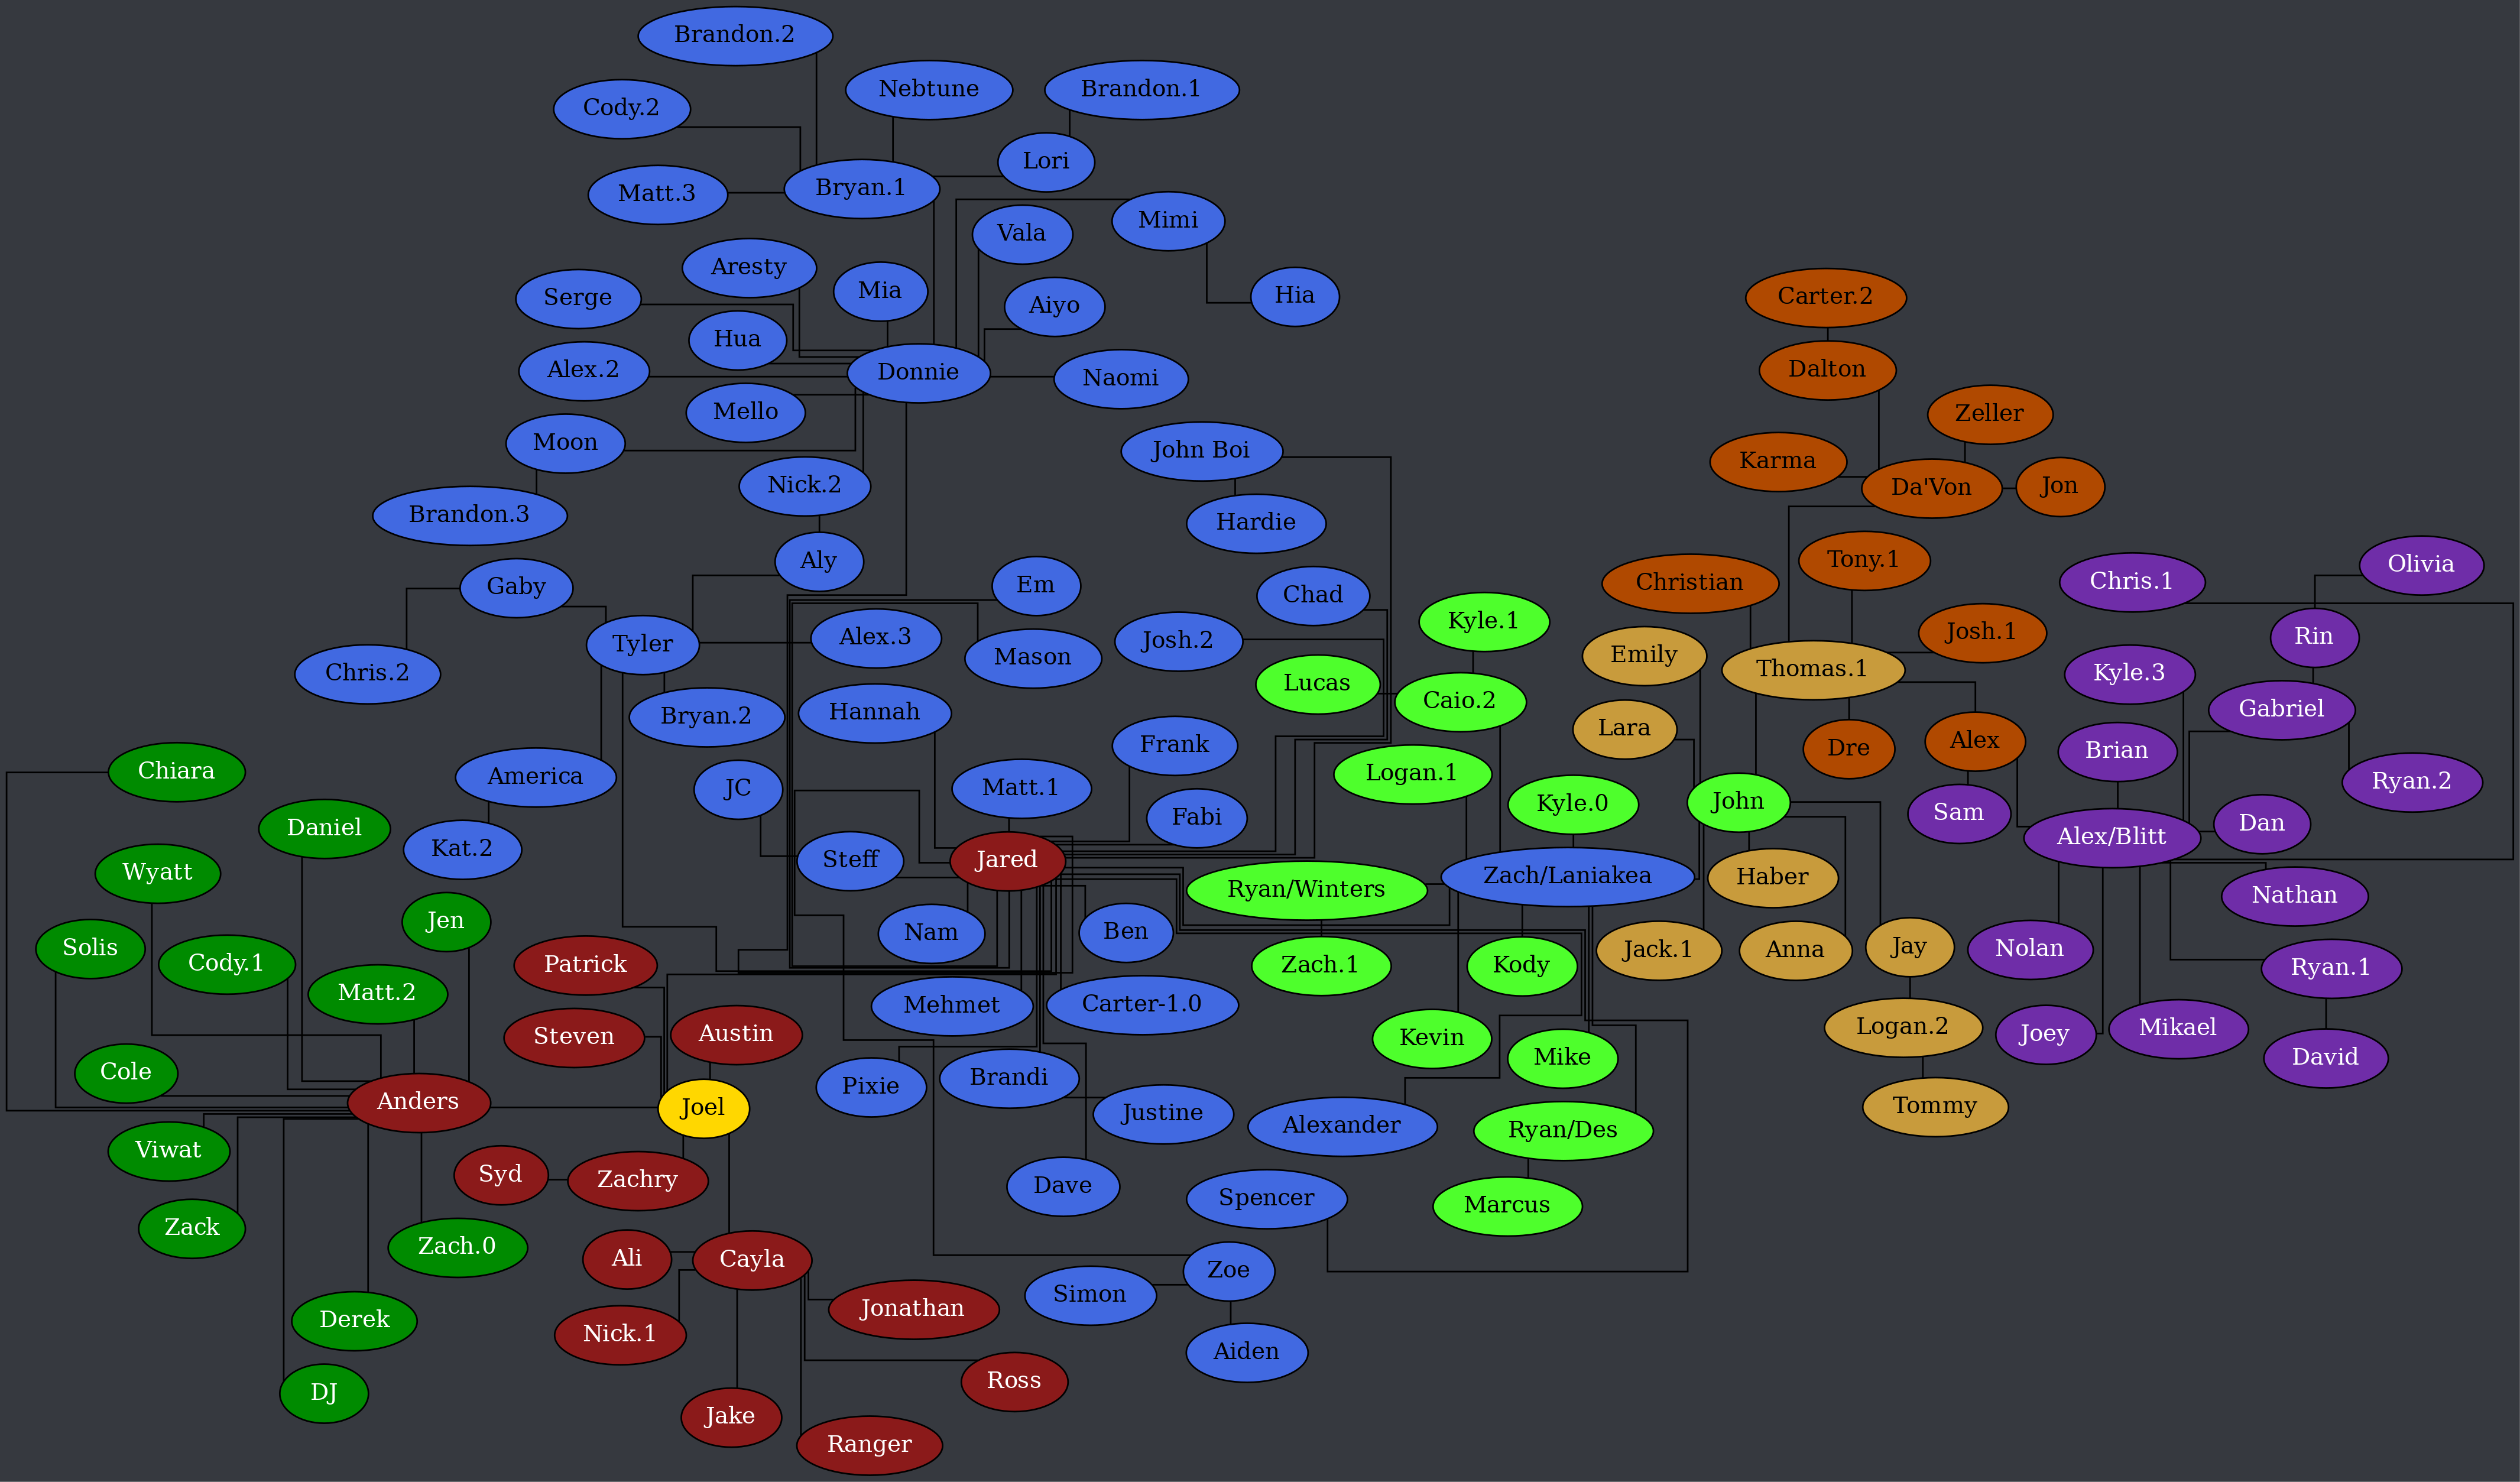 Brandon.2
Nebtune
Brandon.1
Cody.2
Lori
Bryan.1
Matt.3
Mimi
Vala
Aresty
Mia
Serge
Aiyo
Hia
Carter.2
Hua
Alex.2
Donnie
Naomi
Dalton
Mello
Zeller
Moon
John Boi
Karma
Nick.2
Da'Von
Jon
Brandon.3
Hardie
Aly
Tony.1
Olivia
Gaby
Em
Chad
Christian
Chris.1
Kyle.1
Tyler
Alex.3
Mason
Josh.2
Emily
Josh.1
Rin
Chris.2
Lucas
Thomas.1
Kyle.3
Bryan.2
Hannah
Caio.2
Gabriel
Frank
Lara
Dre
Alex
Brian
Chiara
America
JC
Matt.1
Logan.1
Ryan.2
Daniel
Fabi
Kyle.0
John
Sam
Dan
Kat.2
Steff
Jared
Alex/Blitt
Wyatt
Ryan/Winters
Zach/Laniakea
Haber
Nathan
Jen
Nam
Ben
Solis
Cody.1
Patrick
Zach.1
Kody
Jack.1
Anna
Jay
Nolan
Ryan.1
Matt.2
Mehmet
Carter-1.0
Steven
Austin
Kevin
Logan.2
Joey
Mikael
Cole
Pixie
Brandi
Mike
David
Anders
Joel
Justine
Alexander
Ryan/Des
Tommy
Viwat
Syd
Zachry
Dave
Spencer
Marcus
Zack
Zach.0
Ali
Cayla
Zoe
Simon
Derek
Nick.1
Jonathan
Aiden
DJ
Jake
Ross
Ranger